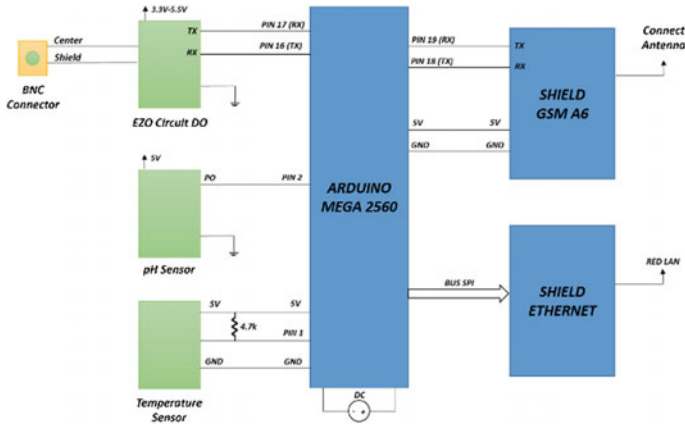 3.3V-5.5V
Center
Shield
BNC
Connector
TX
RX
EZO Circuit DO
PIN 17 (RX)
PIN 16 (TX)
5V
PO
PIN 2
pH Sensor
5V
5V
4.7k
PIN 1
GND
GND
Temperature
Sensor
ARDUINO
MEGA 2560
DC
PIN 19 (RX)
PIN 18 (TX)
TX
RX
5V
5V
GND
GND
SHIELD
GSM A6
Connect
Antenna
BUS SPI
SHIELD
ETHERNET
RED LAN